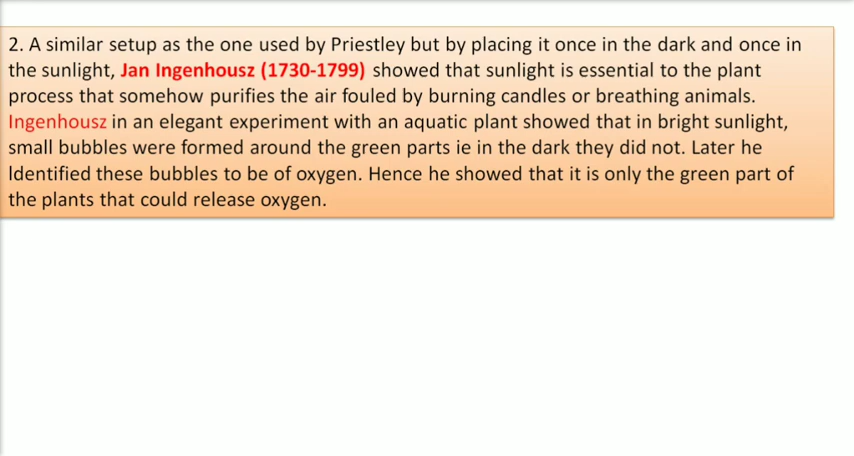 2. A similar setup as the one used by Priestley but by placing it once in the dark and once in
the sunlight, Jan Ingenhousz (1730-1799) showed that sunlight is essential to the plant
process that somehow purifies the air fouled by burning candles or breathing animals.
Ingenhousz in an elegant experiment with an aquatic plant showed that in bright sunlight,
small bubbles were formed around the green parts ie in the dark they did not. Later he
Identified these bubbles to be of oxygen. Hence he showed that it is only the green part of
the plants that could release oxygen.